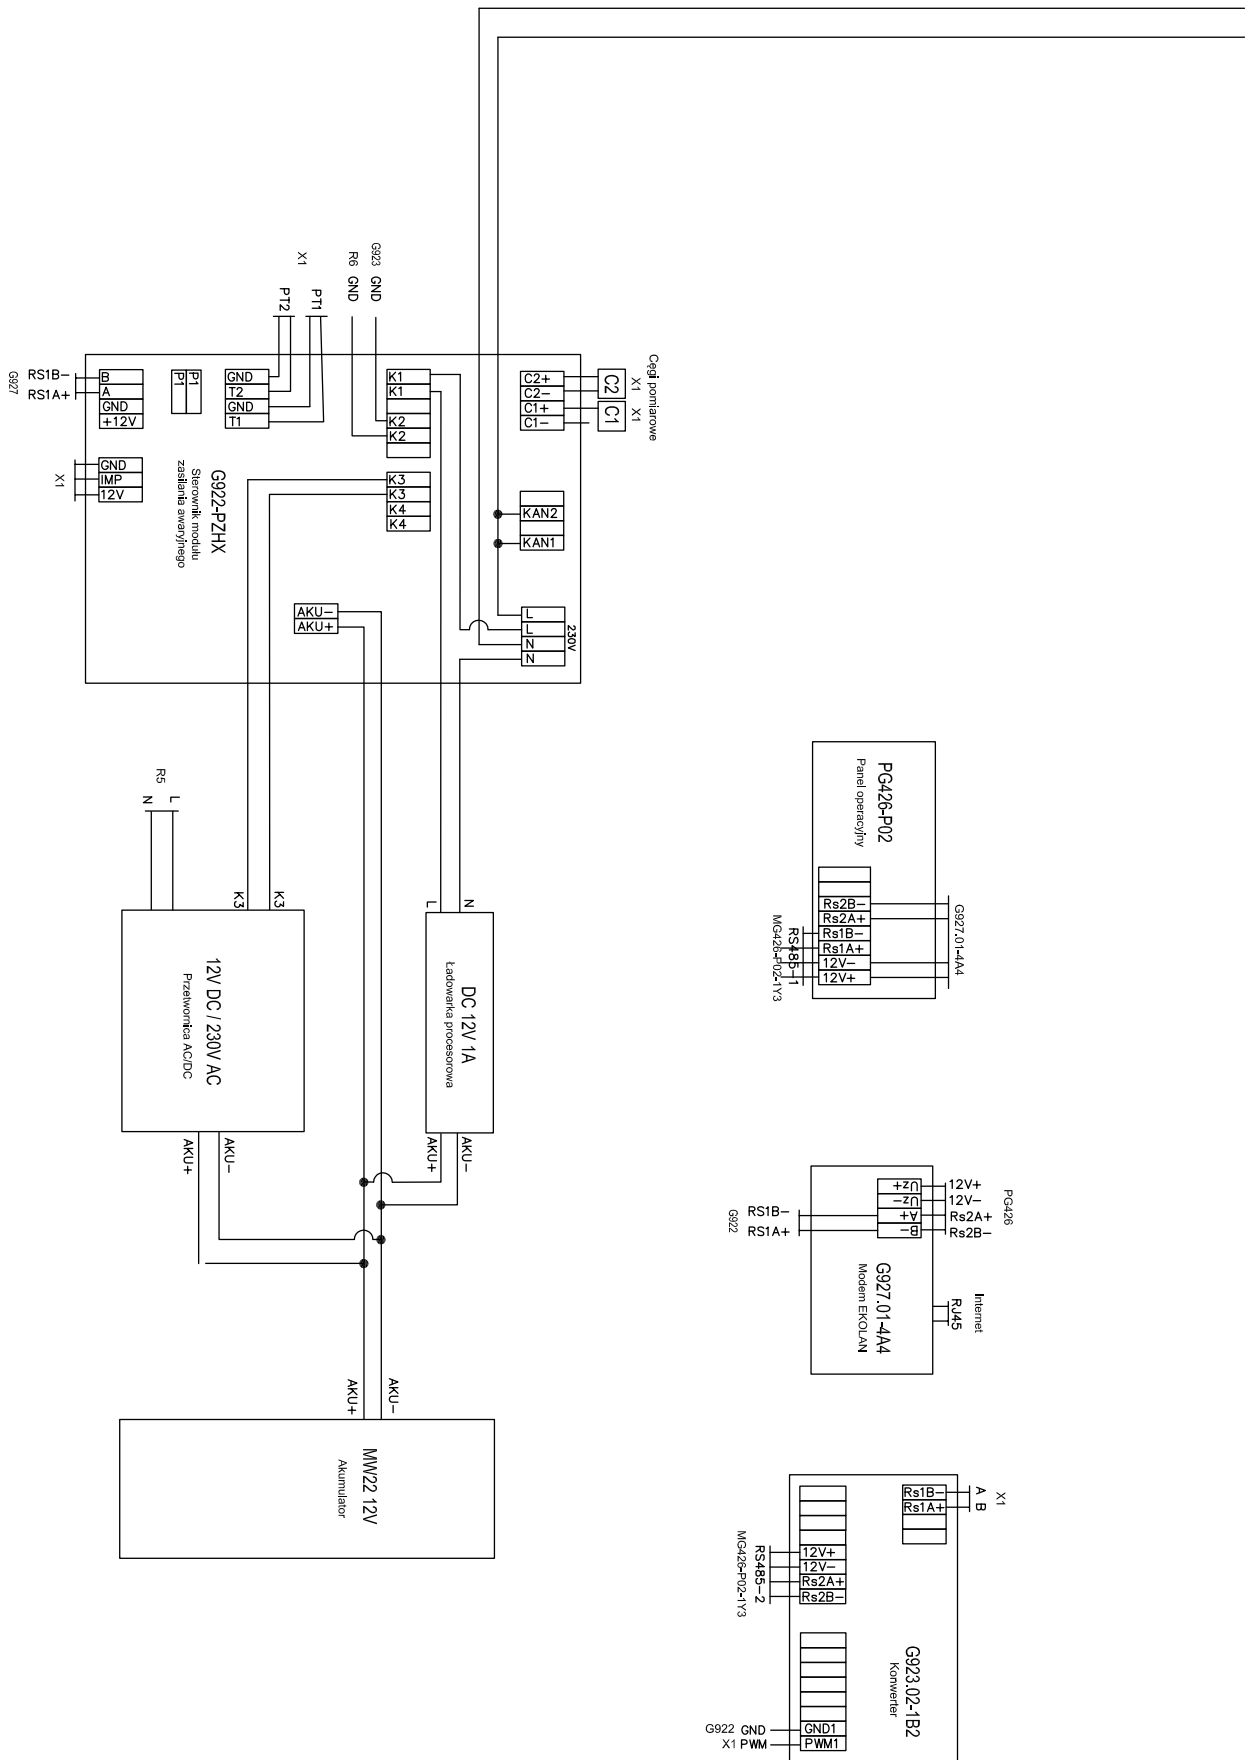 G923 GND
R6 GND
X1
PT1
PT2
G927
RS1B−
RS1A+
B
A
GND
+12V
P1
P1
GND
T2
GND
T1
K1
K1
K2
K2
C2+
C2−
C1+
C1−
C2
C1
X1
X1
Cęgi pomiarowe
X1
GND
IMP
12V
G922-PZHX
Sterownik modułu
zasilania awaryjnego
K3
K3
K4
K4
KAN2
KAN1
AKU−
AKU+
L
L
N
N
230V
R5
L
N
K3
K3
12V DC / 230V AC
Przetwornica AC/DC
AKU−
AKU+
N
L
DC 12V 1A
Ładowarka procesorowa
AKU−
AKU+
AKU−
AKU+
MW22 12V
Akumulator
PG426-P02
Panel operacyjny
Rs2B−
Rs2A+
Rs1B−
Rs1A+
12V−
12V+
G927.01-4A4
RS485−1
MG426-P02-1Y3
PG426
12V+
12V−
Rs2A+
Rs2B−
Uz+
Uz−
A+
B−
RS1B−
RS1A+
G922
G927.01-4A4
Modem EKOLAN
Internet
RJ45
X1
A
B
Rs1B−
Rs1A+
12V+
12V−
Rs2A+
Rs2B−
RS485−2
MG426-P02-1Y3
G923.02-1B2
Konwerter
G922 GND
GND1
X1 PWM
PWM1